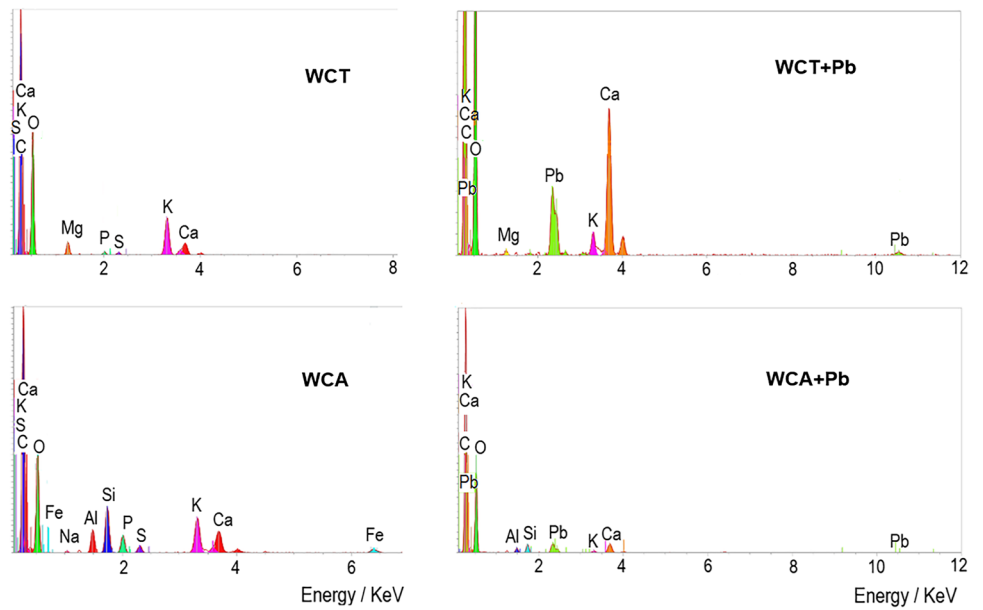 WCT
Ca
K
S O
C
Mg P S K Ca
2 4 6 8
WCT+Pb
K
Ca
C
O
Pb
Mg Pb K Ca Pb
2 4 6 8 10 12
WCA
Ca
K
S
C O
Fe Na Al Si P S K Ca Fe
2 4 6
Energy / KeV
WCA+Pb
K
Ca
C O
Pb
Al Si Pb K Ca Pb
2 4 6 8 10 12
Energy / KeV